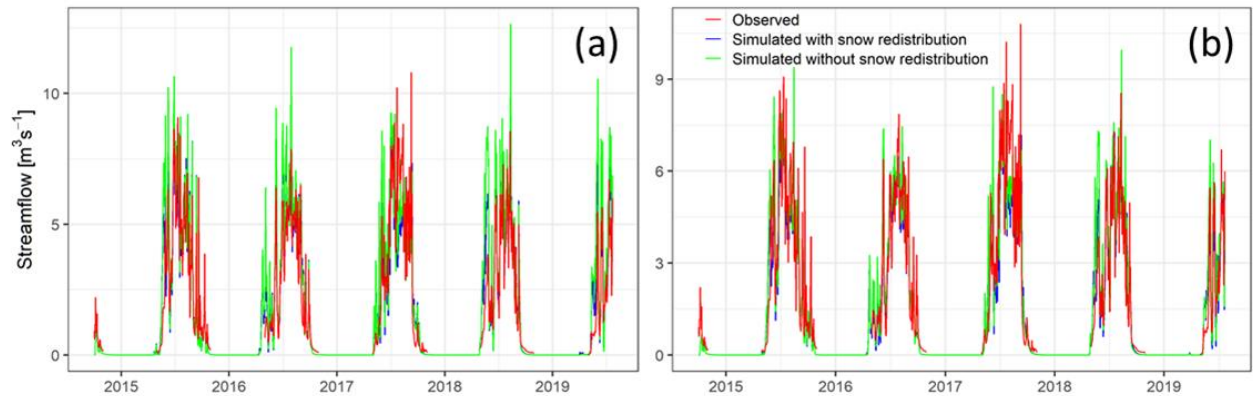 (a)
Streamflow [m³s⁻¹]
10
5
0
2015 2016 2017 2018 2019
Observed
Simulated with snow redistribution
Simulated without snow redistribution
(b)
9
6
3
0
2015 2016 2017 2018 2019